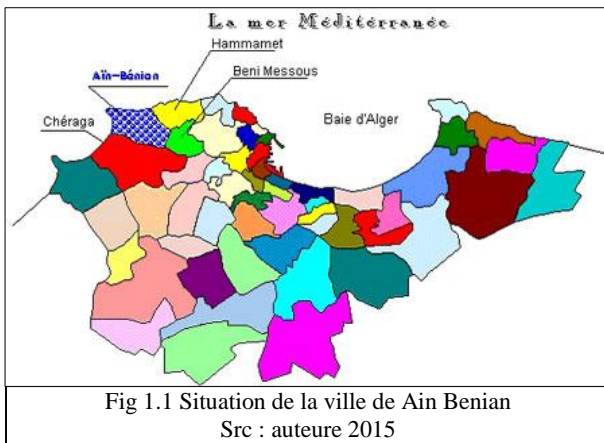 La mer Méditérranée
Hammamet
Aïn-Bénian
Beni Messous
Chéraga
Baie d'Alger
Fig 1.1 Situation de la ville de Ain Benian
Src : auteure 2015